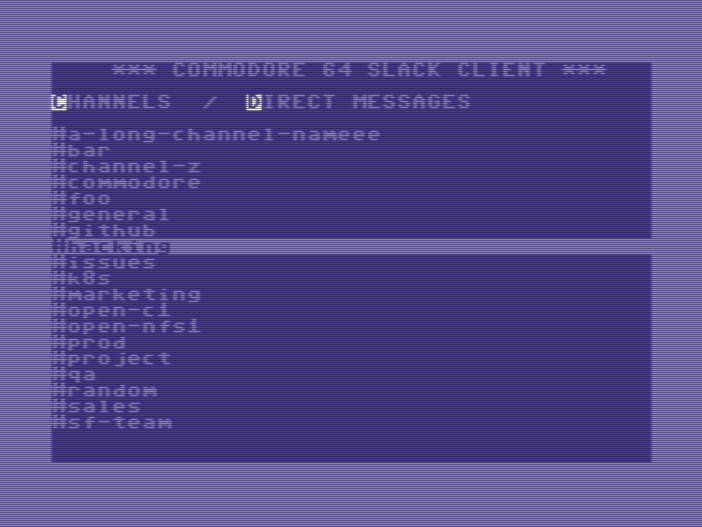 *** COMMODORE 64 SLACK CLIENT ***
CHANNELS / DIRECT MESSAGES
#a-long-channel-nameee
#bar
#channel-z
#commodore
#foo
#general
#github
#hacking
#issues
#k8s
#marketing
#open-ci
#open-nfsi
#prod
#project
#qa
#random
#sales
#sf-team